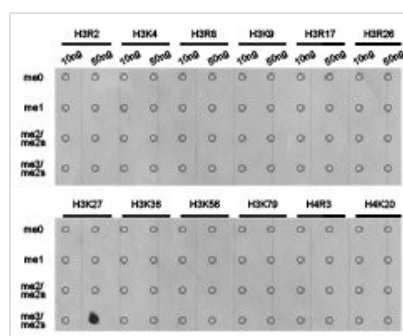 H3R2 H3K4 H3R8 H3K9 H3R17 H3R26
10ng 50ng 10ng 50ng 10ng 50ng 10ng 50ng 10ng 50ng 10ng 50ng
me0
me1
me2/
me2s
me3/
me2a
H3K27 H3K36 H3K56 H3K79 H4R3 H4K20
me0
me1
me2/
me2s
me3/
me2a